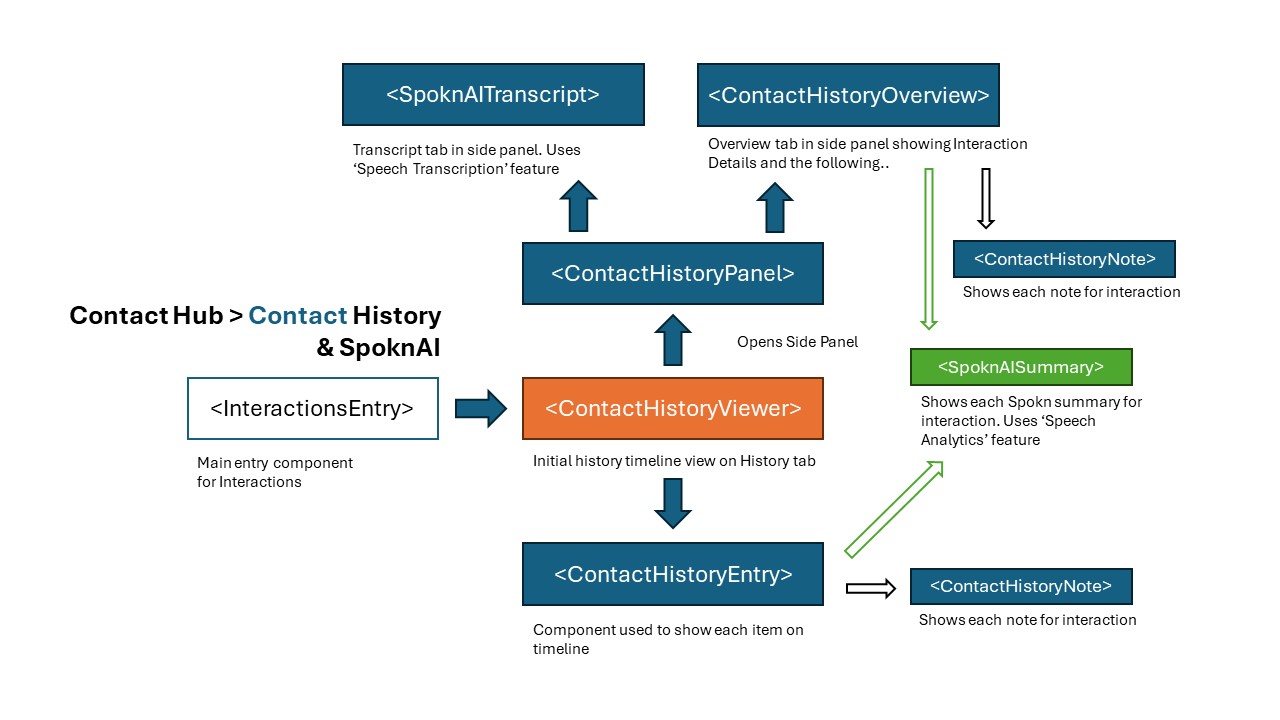 <SpoknAITranscript>
<ContactHistoryOverview>
Transcript tab in side panel. Uses
‘Speech Transcription’ feature
Overview tab in side panel showing Interaction
Details and the following..
<ContactHistoryPanel>
<ContactHistoryNote>
Shows each note for interaction
Contact Hub > Contact History
& SpoknAI
Opens Side Panel
<SpoknAISummary>
Shows each Spokn summary for
interaction. Uses ‘Speech
Analytics’ feature
<InteractionsEntry>
<ContactHistoryViewer>
Main entry component
for Interactions
Initial history timeline view on History tab
<ContactHistoryEntry>
<ContactHistoryNote>
Shows each note for interaction
Component used to show each item on
timeline